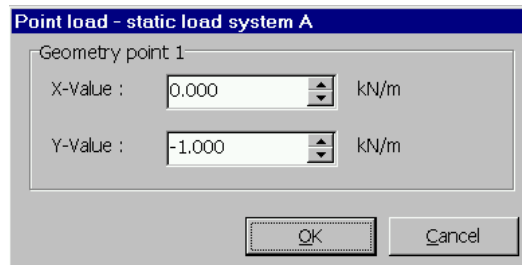 Point load - static load system A
Geometry point 1
X-Value : 0.000 kN/m
Y-Value : -1.000 kN/m
OK Cancel